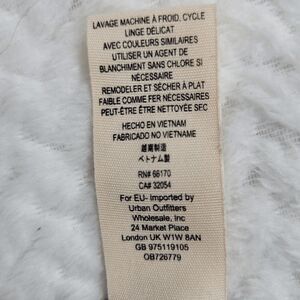 LAVAGE MACHINE À FROID, CYCLE
LINGE DÉLICAT
AVEC COULEURS SIMILAIRES
UTILISER UN AGENT DE
BLANCHIMENT SANS CHLORE SI
NÉCESSAIRE
REMODELER ET SÉCHER À PLAT
FAIBLE COMME FER NÉCESSAIRES
PEUT-ÊTRE ÊTRE NETTOYÉE SEC
HECHO EN VIETNAM
FABRICADO NO VIETNAME
越南製造
ベトナム製
RN# 66170
CA# 32054
For EU- imported by
Urban Outfitters
Wholesale, Inc
24 Market Place
London UK W1W 8AN
GB 975119105
OB726779